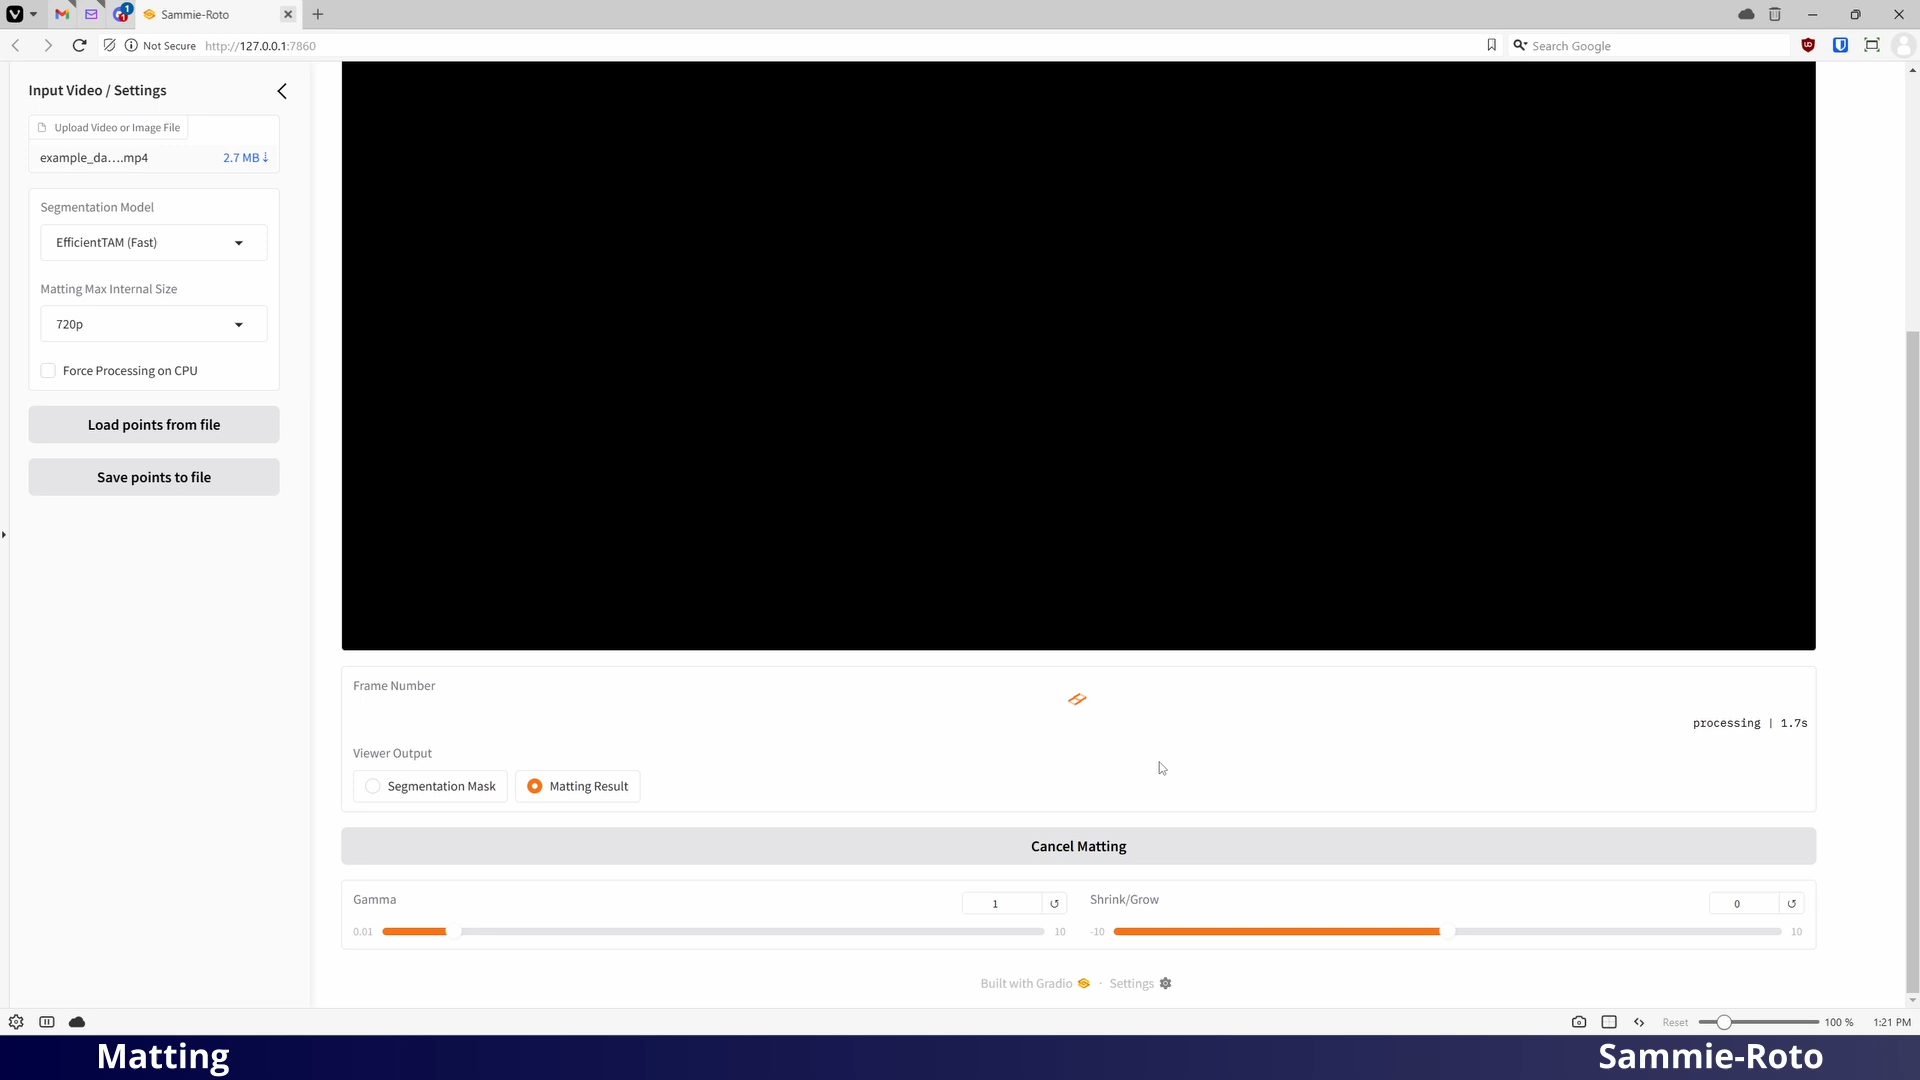 1
Sammie-Roto
Not Secure http://127.0.0.1:7860
Search Google
Input Video / Settings
Upload Video or Image File
example_da....mp4 2.7 MB↓
Segmentation Model
EfficientTAM (Fast)
Matting Max Internal Size
720p
Force Processing on CPU
Load points from file
Save points to file
Frame Number
processing | 1.7s
Viewer Output
Segmentation Mask Matting Result
Cancel Matting
Gamma 1 ↺ Shrink/Grow 0 ↺
0.01 10 -10 10
Built with Gradio · Settings
Reset 100 % 1:21 PM
Matting Sammie-Roto